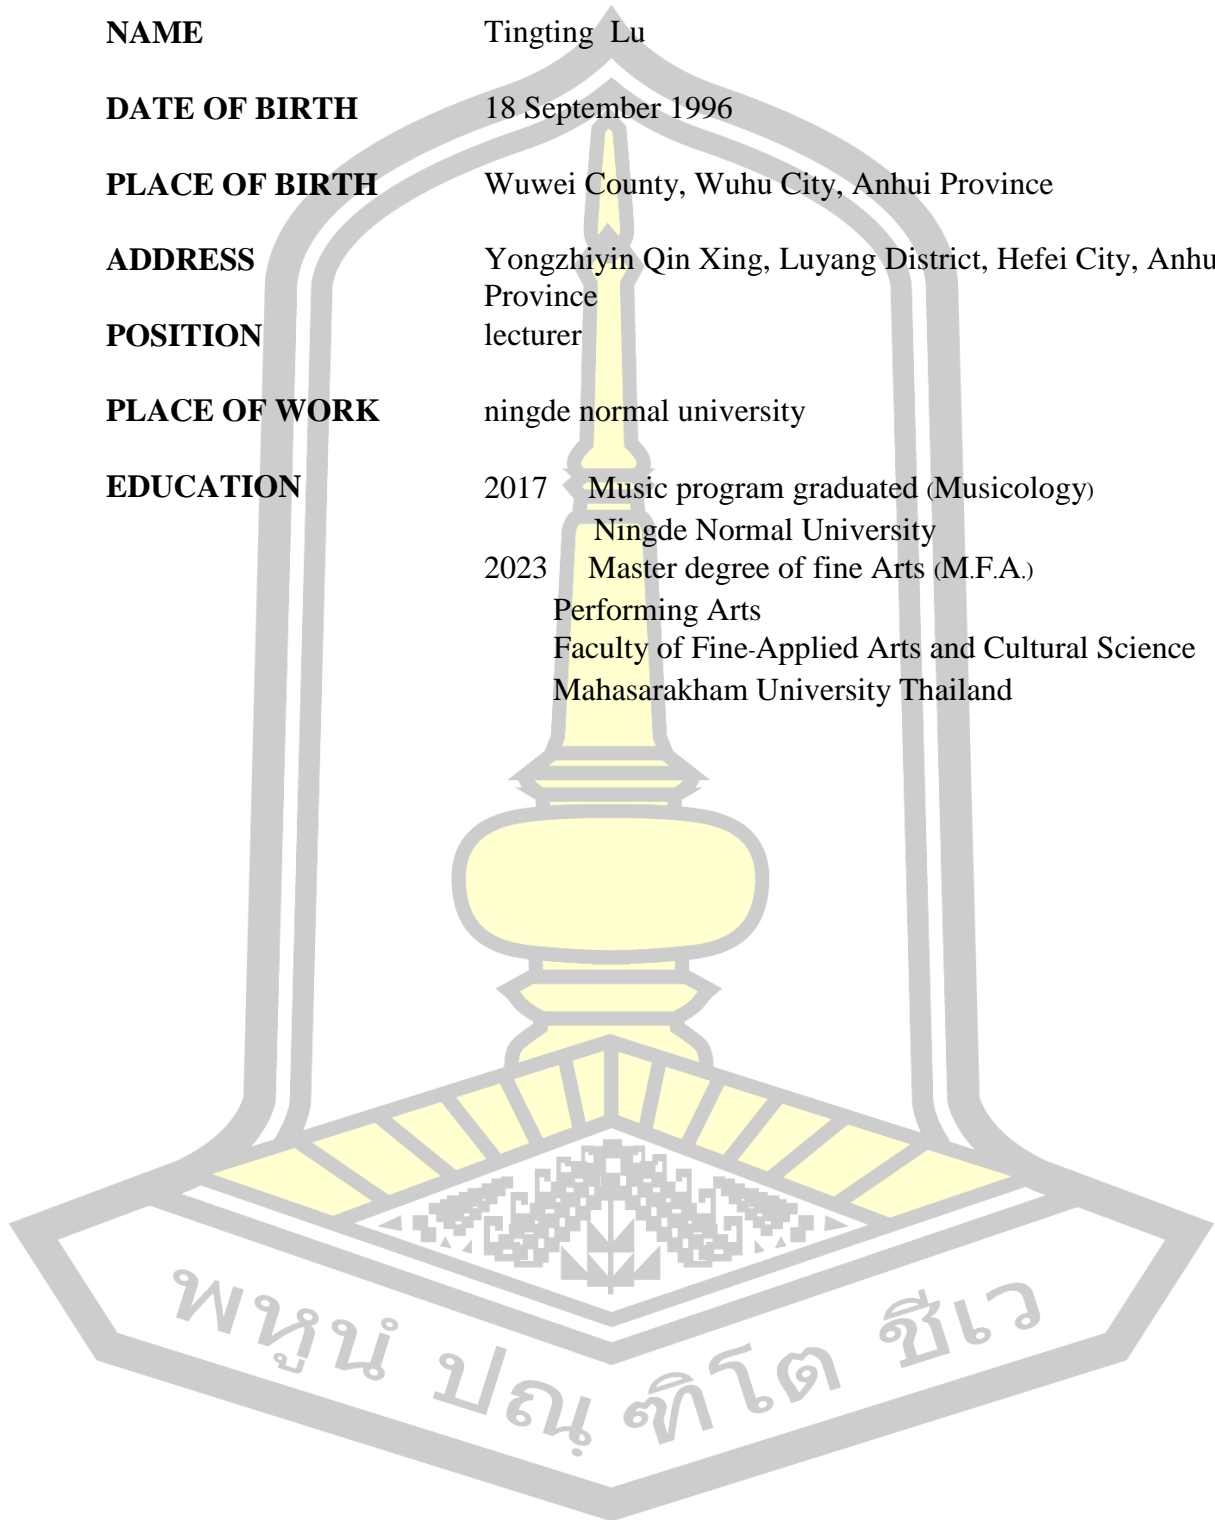 NAME Tingting Lu
DATE OF BIRTH 18 September 1996
PLACE OF BIRTH Wuwei County, Wuhu City, Anhui Province
ADDRESS Yongzhiyin Qin Xing, Luyang District, Hefei City, Anhu
Province
POSITION lecturer
PLACE OF WORK ningde normal university
EDUCATION 2017 Music program graduated (Musicology)
Ningde Normal University
2023 Master degree of fine Arts (M.F.A.)
Performing Arts
Faculty of Fine-Applied Arts and Cultural Science
Mahasarakham University Thailand
พหูนํ ปณฺฑิโต ชีเว